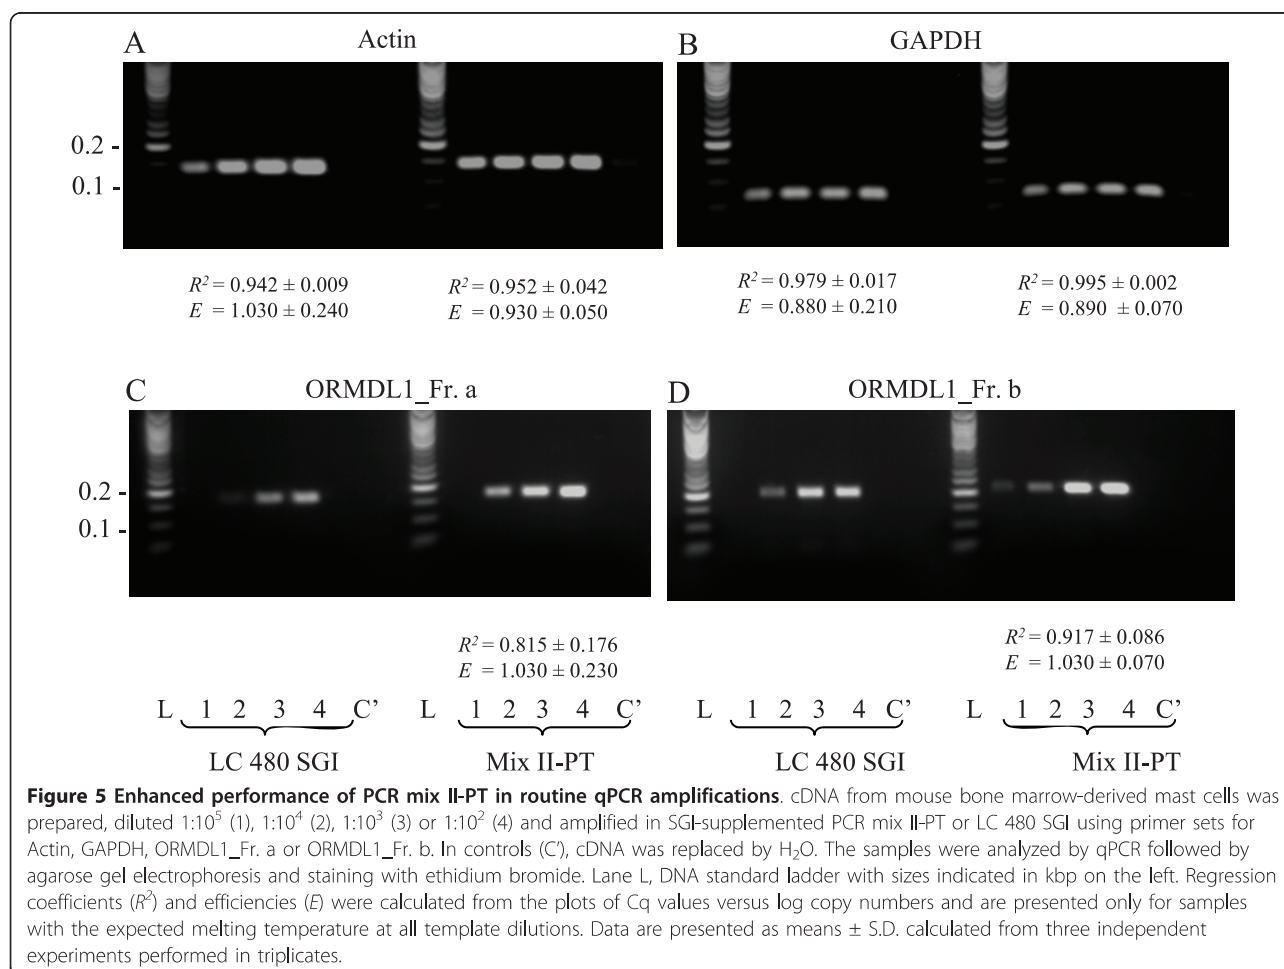 A Actin B GAPDH
0.2 -
0.1 -
R² = 0.942 ± 0.009
E = 1.030 ± 0.240
R² = 0.952 ± 0.042
E = 0.930 ± 0.050
R² = 0.979 ± 0.017
E = 0.880 ± 0.210
R² = 0.995 ± 0.002
E = 0.890 ± 0.070
C ORMDL1_Fr. a D ORMDL1_Fr. b
0.2 -
0.1 -
R² = 0.815 ± 0.176
E = 1.030 ± 0.230
R² = 0.917 ± 0.086
E = 1.030 ± 0.070
L 1 2 3 4 C’ L 1 2 3 4 C’ L 1 2 3 4 C’ L 1 2 3 4 C’
LC 480 SGI Mix II-PT LC 480 SGI Mix II-PT
Figure 5 Enhanced performance of PCR mix II-PT in routine qPCR amplifications. cDNA from mouse bone marrow-derived mast cells was
prepared, diluted 1:10⁵ (1), 1:10⁴ (2), 1:10³ (3) or 1:10² (4) and amplified in SGI-supplemented PCR mix II-PT or LC 480 SGI using primer sets for
Actin, GAPDH, ORMDL1_Fr. a or ORMDL1_Fr. b. In controls (C’), cDNA was replaced by H₂O. The samples were analyzed by qPCR followed by
agarose gel electrophoresis and staining with ethidium bromide. Lane L, DNA standard ladder with sizes indicated in kbp on the left. Regression
coefficients (R²) and efficiencies (E) were calculated from the plots of Cq values versus log copy numbers and are presented only for samples
with the expected melting temperature at all template dilutions. Data are presented as means ± S.D. calculated from three independent
experiments performed in triplicates.